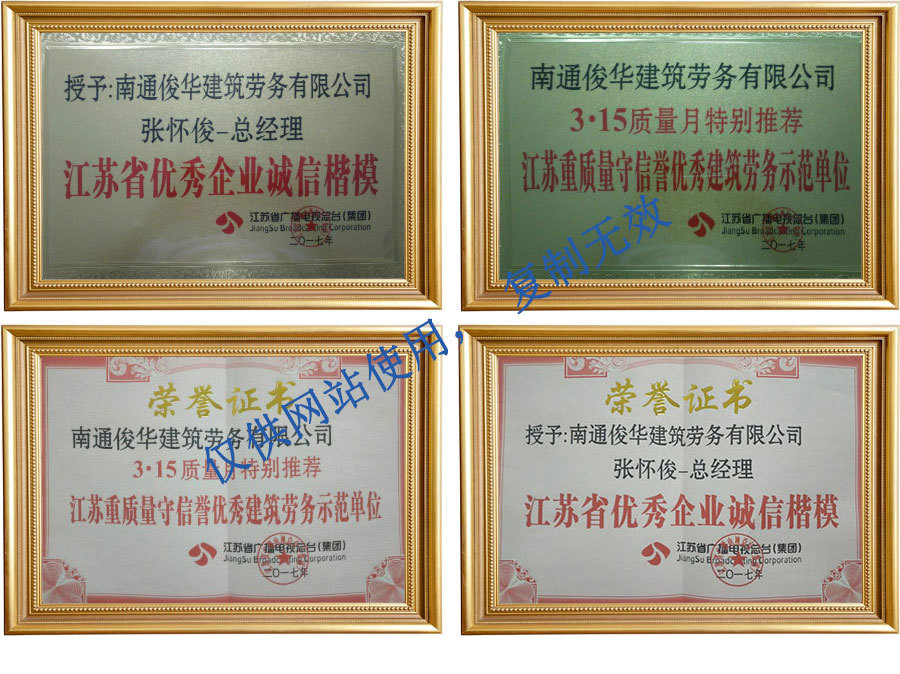 授予:南通俊华建筑劳务有限公司
张怀俊-总经理
江苏省优秀企业诚信楷模
江苏省广播电视总台(集团)
JiangSu Broadcasting Corporation
二〇一七年
南通俊华建筑劳务有限公司
3·15质量月特别推荐
江苏重质量守信誉优秀建筑劳务示范单位
江苏省广播电视总台(集团)
JiangSu Broadcasting Corporation
二〇一七年
荣誉证书
南通俊华建筑劳务有限公司
3·15质量月特别推荐
江苏重质量守信誉优秀建筑劳务示范单位
江苏省广播电视总台(集团)
JiangSu Broadcasting Corporation
二〇一七年
荣誉证书
授予:南通俊华建筑劳务有限公司
张怀俊-总经理
江苏省优秀企业诚信楷模
江苏省广播电视总台(集团)
JiangSu Broadcasting Corporation
二〇一七年
仅供网站使用，复制无效